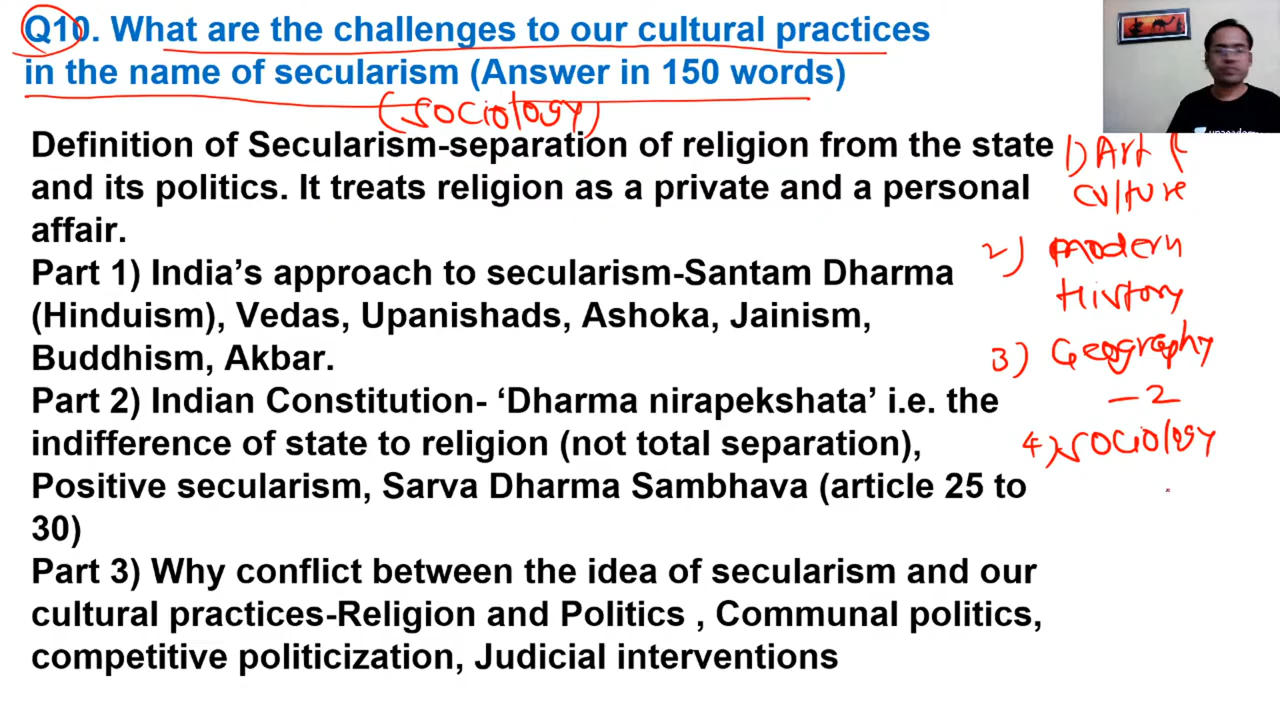 Q10. What are the challenges to our cultural practices
in the name of secularism (Answer in 150 words)
(sociology)
Definition of Secularism-separation of religion from the state
and its politics. It treats religion as a private and a personal
affair.
Part 1) India’s approach to secularism-Santam Dharma
(Hinduism), Vedas, Upanishads, Ashoka, Jainism,
Buddhism, Akbar.
Part 2) Indian Constitution- ‘Dharma nirapekshata’ i.e. the
indifference of state to religion (not total separation),
Positive secularism, Sarva Dharma Sambhava (article 25 to
30)
Part 3) Why conflict between the idea of secularism and our
cultural practices-Religion and Politics , Communal politics,
competitive politicization, Judicial interventions
1) Art &
culture
2) modern
History
3) Geography
- 2
4) sociology